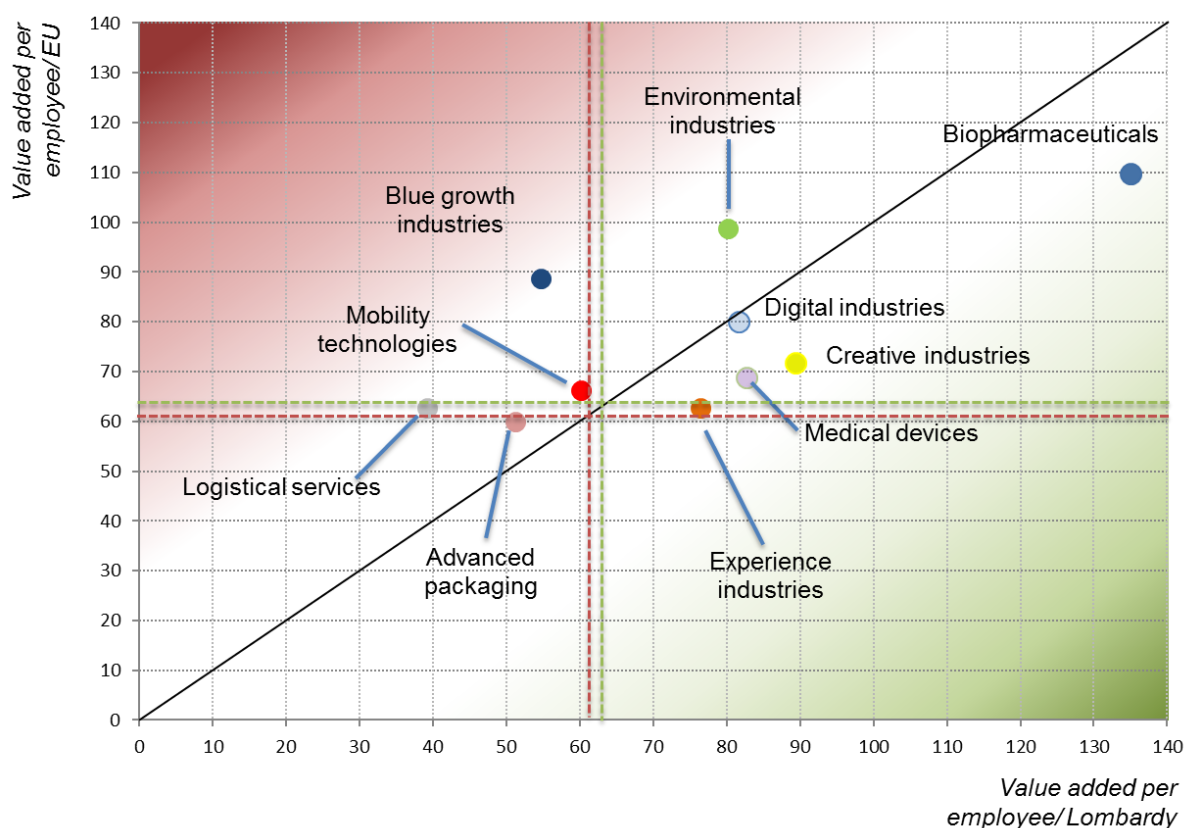 Value added per
employee/ EU
140
130
120
110
100
90
80
70
60
50
40
30
20
10
0
Environmental
industries
Biopharmaceuticals
Blue growth
industries
Mobility
technologies
Digital industries
Creative industries
Medical devices
Logistical services
Advanced
packaging
Experience
industries
0 10 20 30 40 50 60 70 80 90 100 110 120 130 140
Value added per
employee/ Lombardy